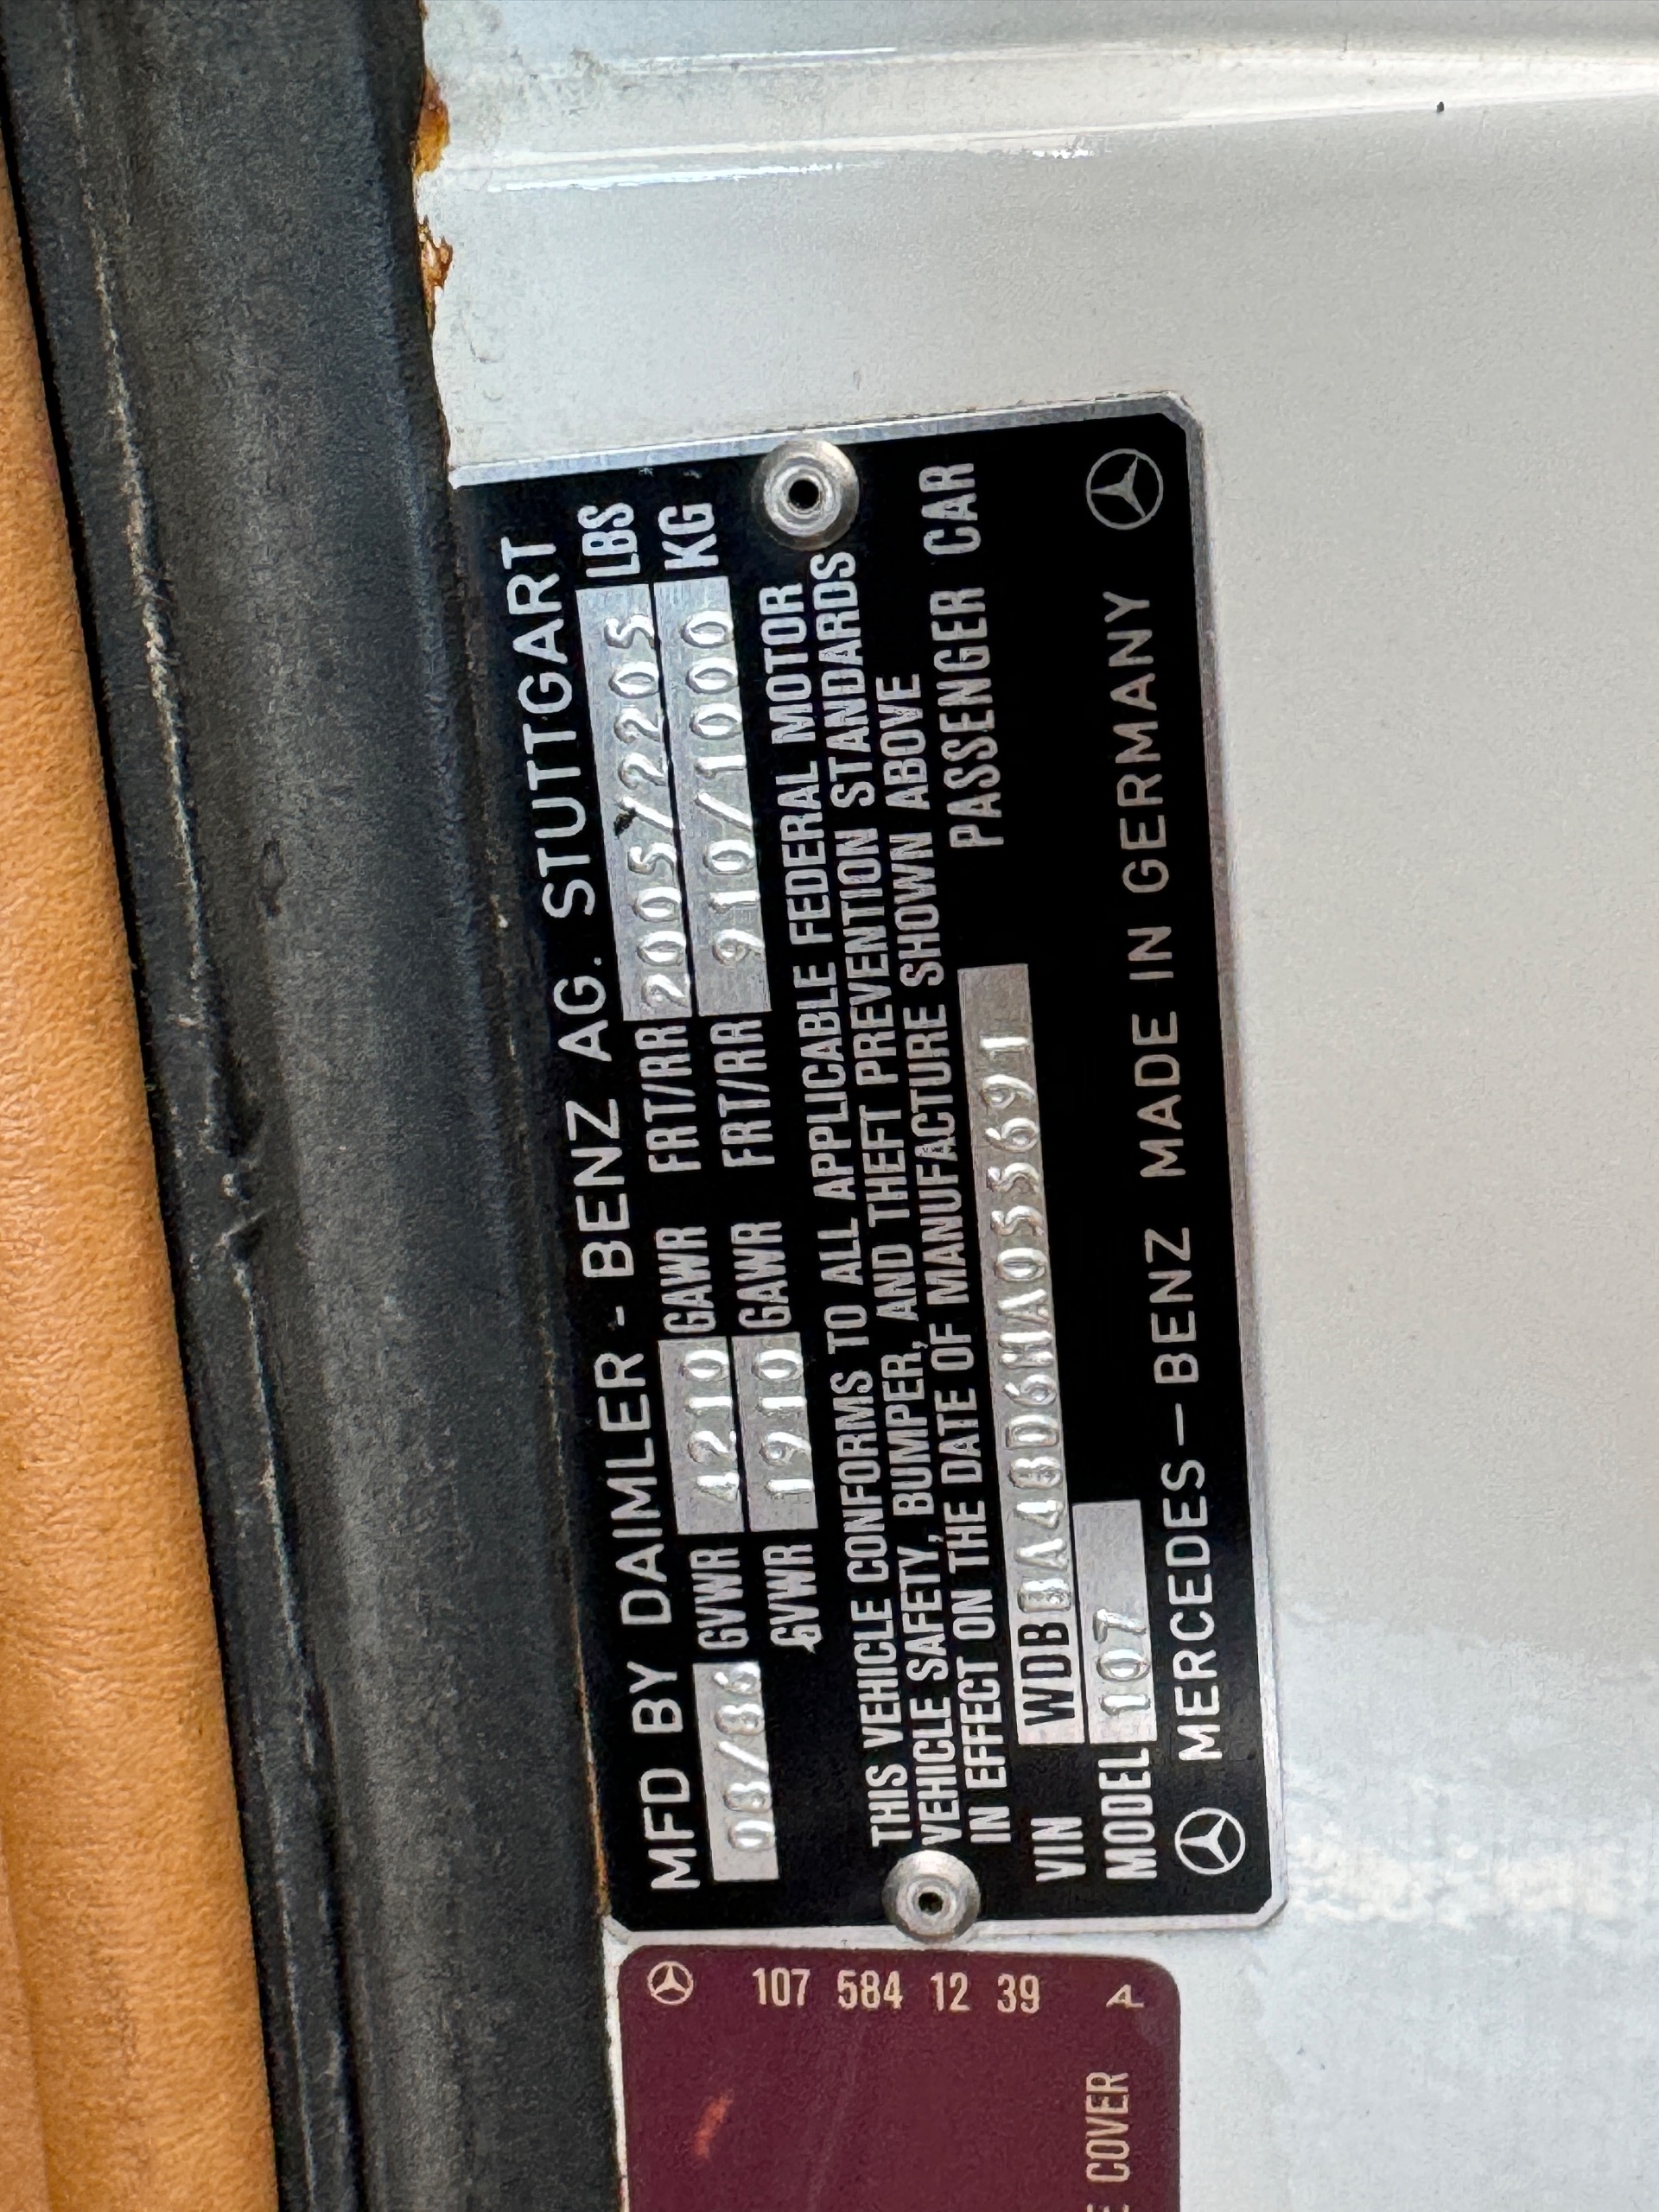 MFD BY DAIMLER - BENZ AG. STUTTGART
08/86 GVWR 4210 GAWR FRT/RR 2005/2205 LBS
GVWR 1910 GAWR FRT/RR 910/1000 KG
THIS VEHICLE CONFORMS TO ALL APPLICABLE FEDERAL MOTOR
VEHICLE SAFETY, BUMPER, AND THEFT PREVENTION STANDARDS
IN EFFECT ON THE DATE OF MANUFACTURE SHOWN ABOVE
VIN WDBBA48D6HA055691 PASSENGER CAR
MODEL 107
MERCEDES-BENZ MADE IN GERMANY
107 584 12 39 A
COVER